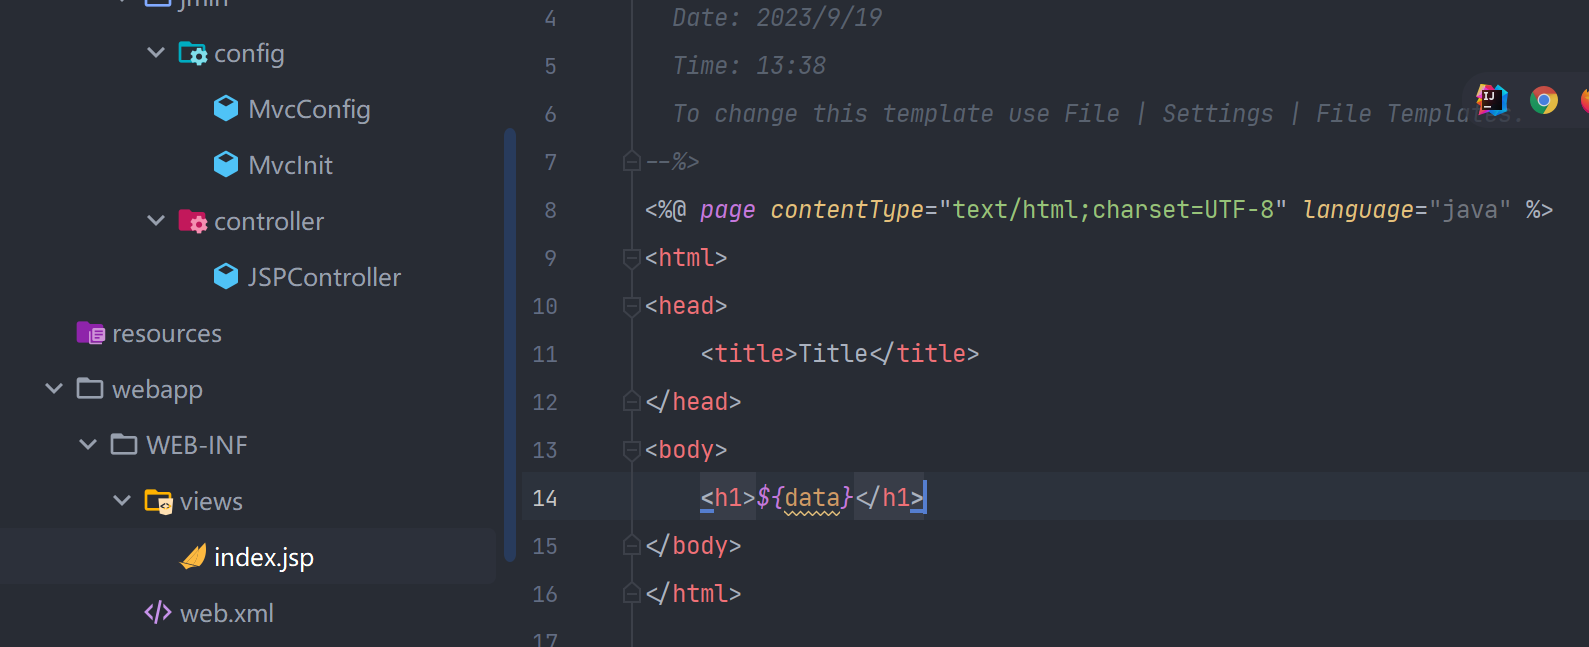 jmin
config
MvcConfig
MvcInit
controller
JSPController
resources
webapp
WEB-INF
views
index.jsp
web.xml
4 Date: 2023/9/19
5 Time: 13:38
6 To change this template use File | Settings | File Templates.
7 --%>
8 <%@ page contentType="text/html;charset=UTF-8" language="java" %>
9 <html>
10 <head>
11 <title>Title</title>
12 </head>
13 <body>
14 <h1>${data}</h1>
15 </body>
16 </html>
17